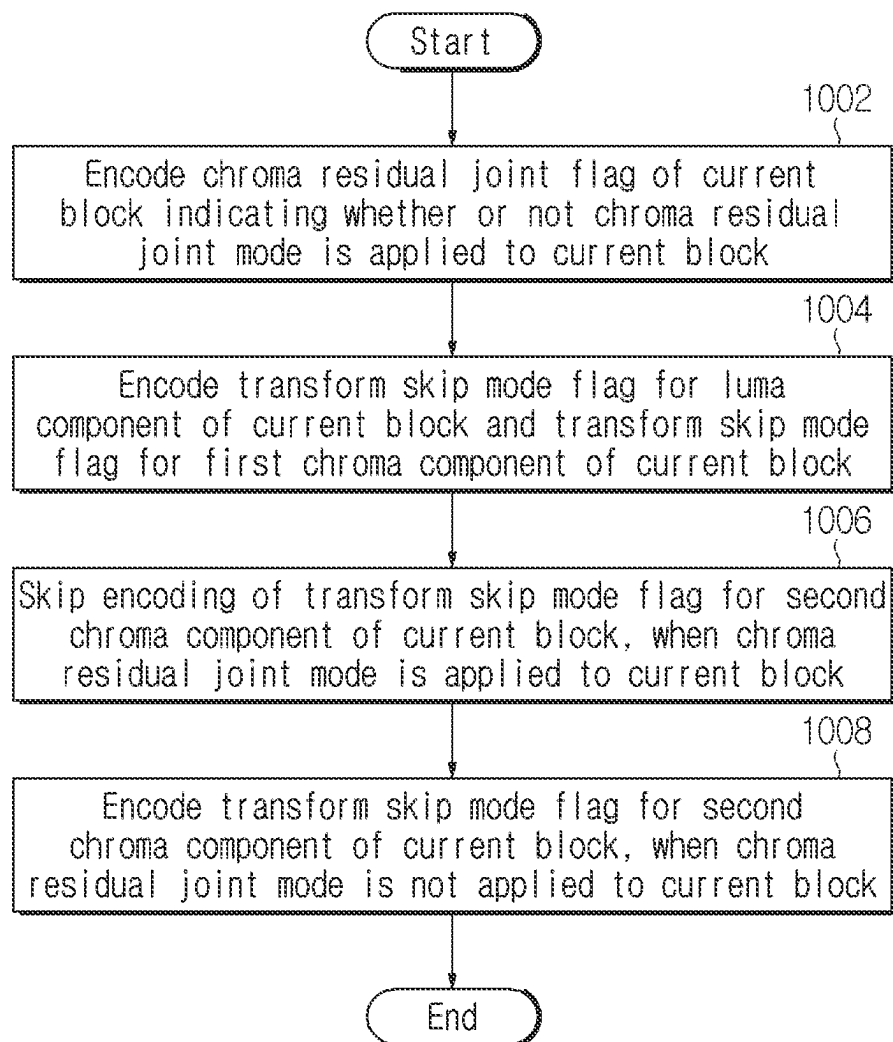 Start
1002
Encode chroma residual joint flag of current
block indicating whether or not chroma residual
joint mode is applied to current block
1004
Encode transform skip mode flag for luma
component of current block and transform skip mode
flag for first chroma component of current block
1006
Skip encoding of transform skip mode flag for second
chroma component of current block, when chroma
residual joint mode is applied to current block
1008
Encode transform skip mode flag for second
chroma component of current block, when chroma
residual joint mode is not applied to current block
End